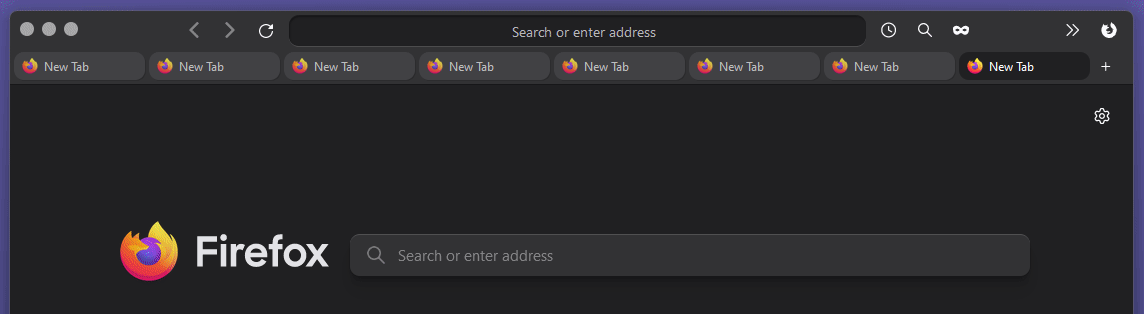 Search or enter address
New Tab New Tab New Tab New Tab New Tab New Tab New Tab New Tab
Firefox Search or enter address